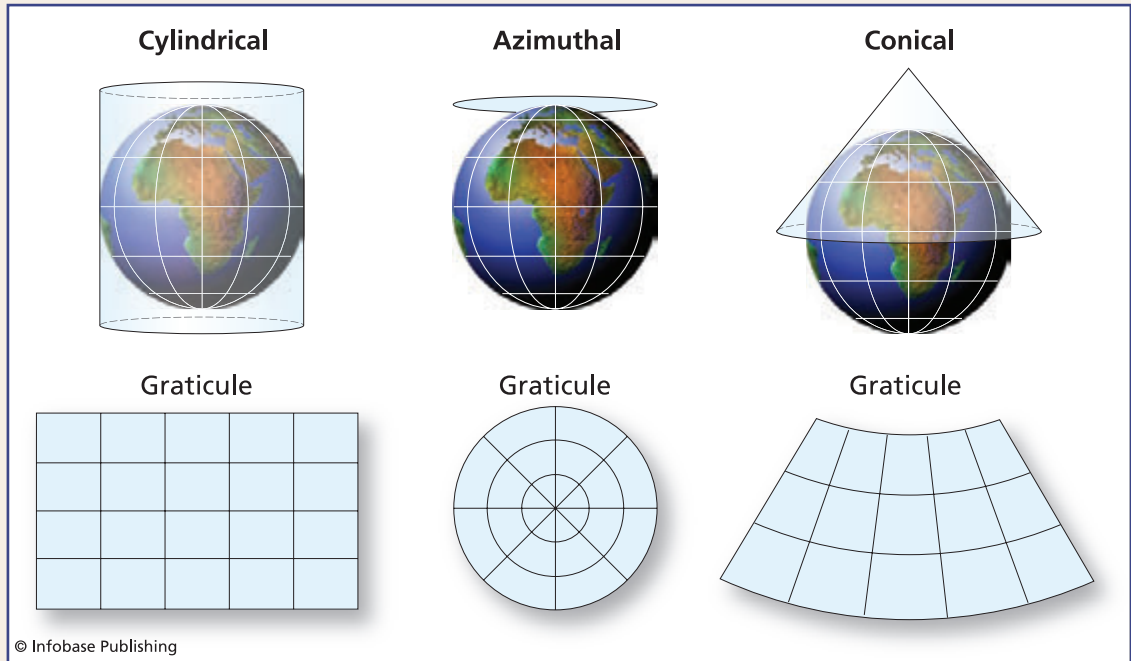 Cylindrical
Azimuthal
Conical
Graticule
Graticule
Graticule
© Infobase Publishing